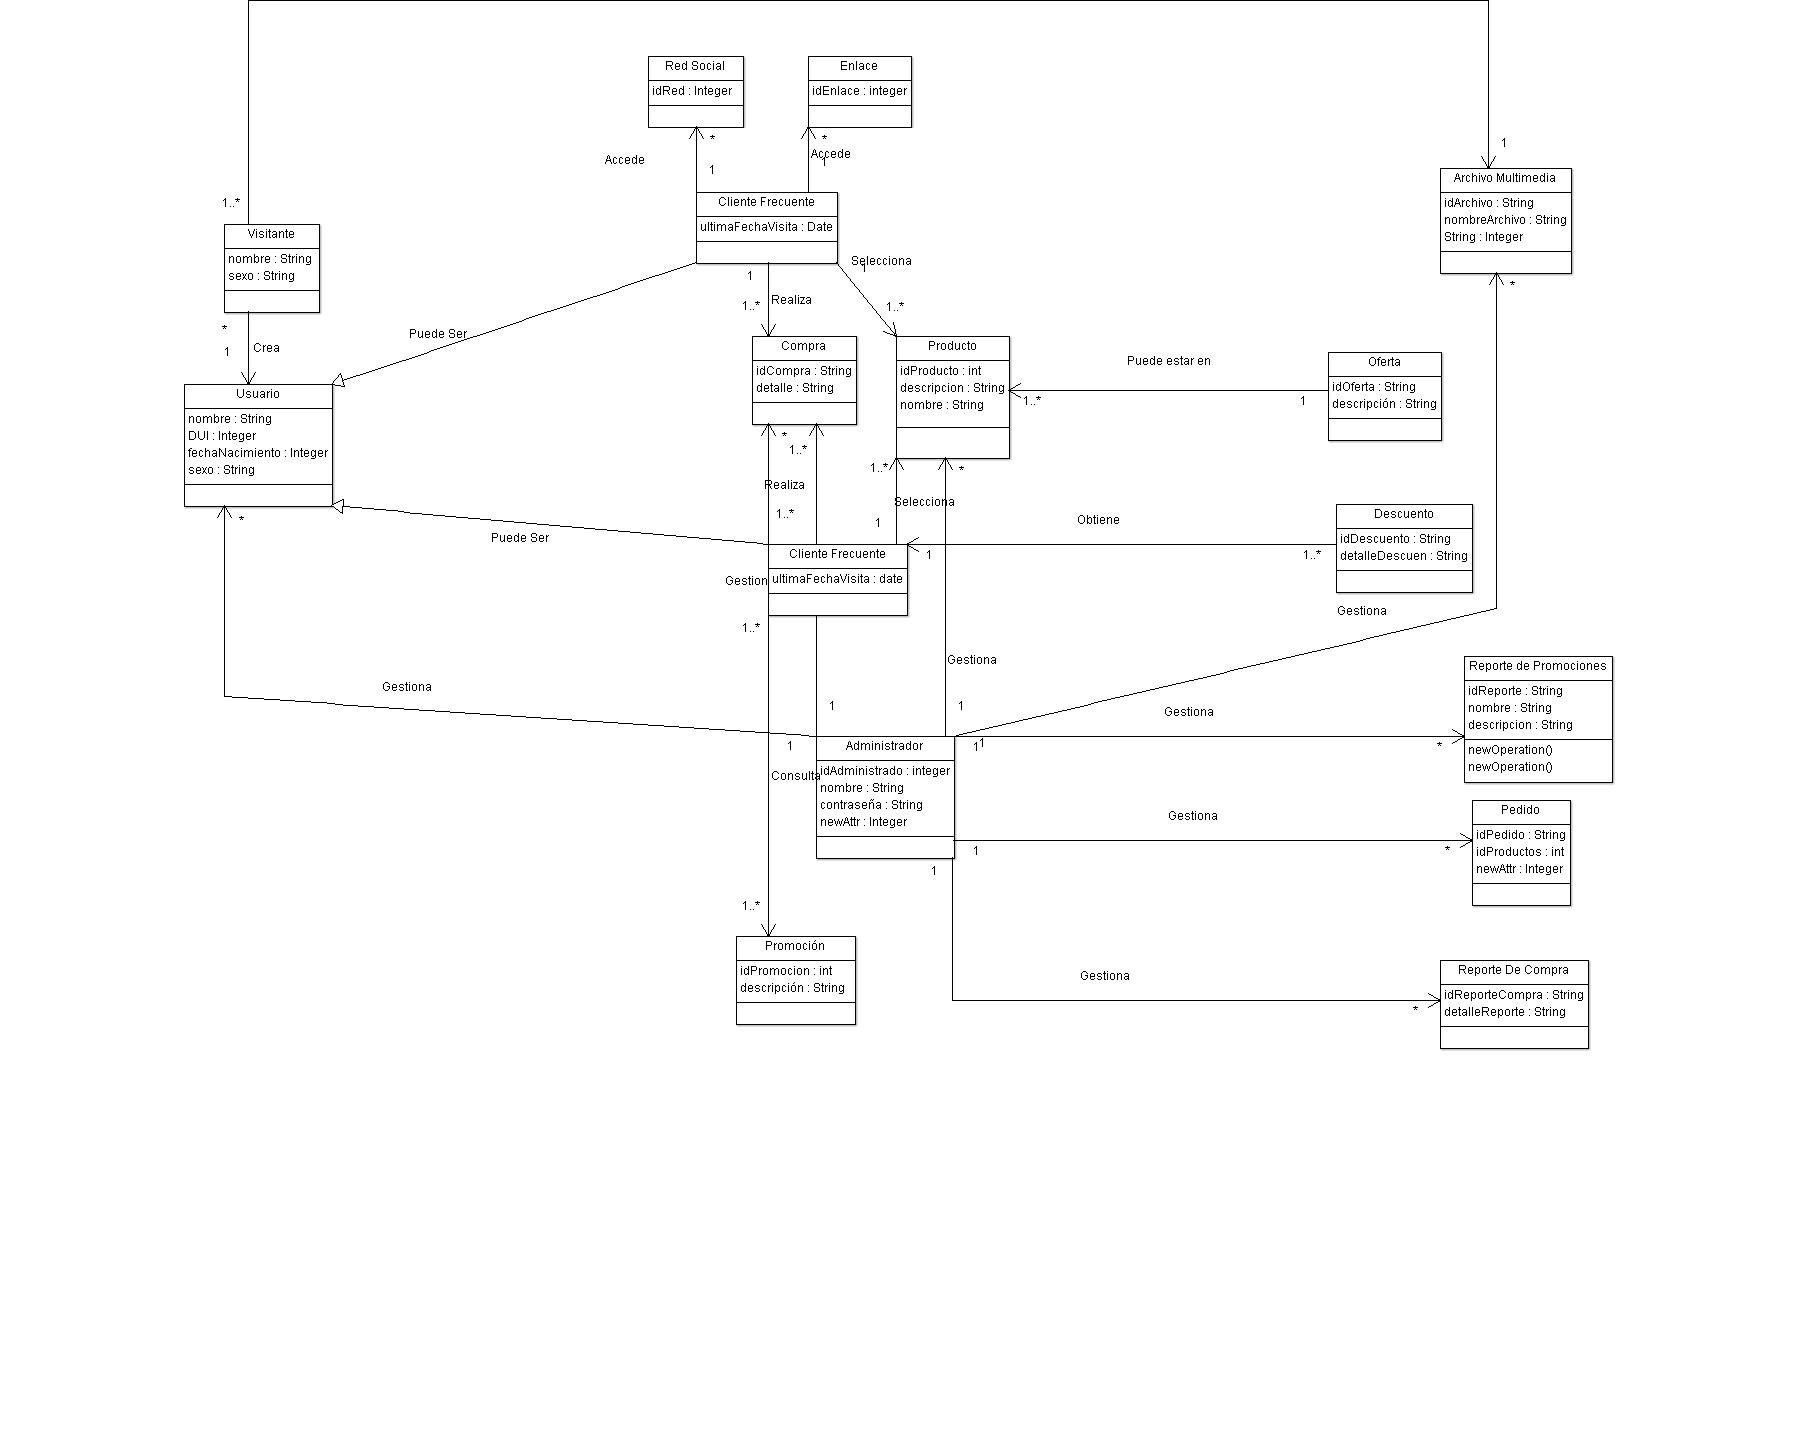 Red Social
idRed : Integer
Enlace
idEnlace : integer
*
*
1
Accede
Accede
1
1
Archivo Multimedia
idArchivo : String
nombreArchivo : String
String : Integer
1..*
Cliente Frecuente
ultimaFechaVisita : Date
Visitante
nombre : String
sexo : String
Selecciona
1
1
*
1..*
Realiza
1..*
*
1
Crea
Puede Ser
Compra
idCompra : String
detalle : String
Producto
idProducto : int
descripcion : String
nombre : String
Puede estar en
1..*
1
Oferta
idOferta : String
descripción : String
Usuario
nombre : String
DUI : Integer
fechaNacimiento : Integer
sexo : String
*
1..*
1..*
*
Realiza
Selecciona
1..*
1
*
Puede Ser
Obtiene
1
1..*
Descuento
idDescuento : String
detalleDescuen : String
Cliente Frecuente
ultimaFechaVisita : date
Gestion
1..*
Gestiona
Gestiona
Gestiona
1
1
Reporte de Promociones
idReporte : String
nombre : String
descripcion : String
newOperation()
newOperation()
Gestiona
1
1
1
*
Administrador
idAdministrado : integer
nombre : String
contraseña : String
newAttr : Integer
Consulta
Gestiona
1
*
Pedido
idPedido : String
idProductos : int
newAttr : Integer
1
1..*
Promoción
idPromocion : int
descripción : String
Gestiona
*
Reporte De Compra
idReporteCompra : String
detalleReporte : String